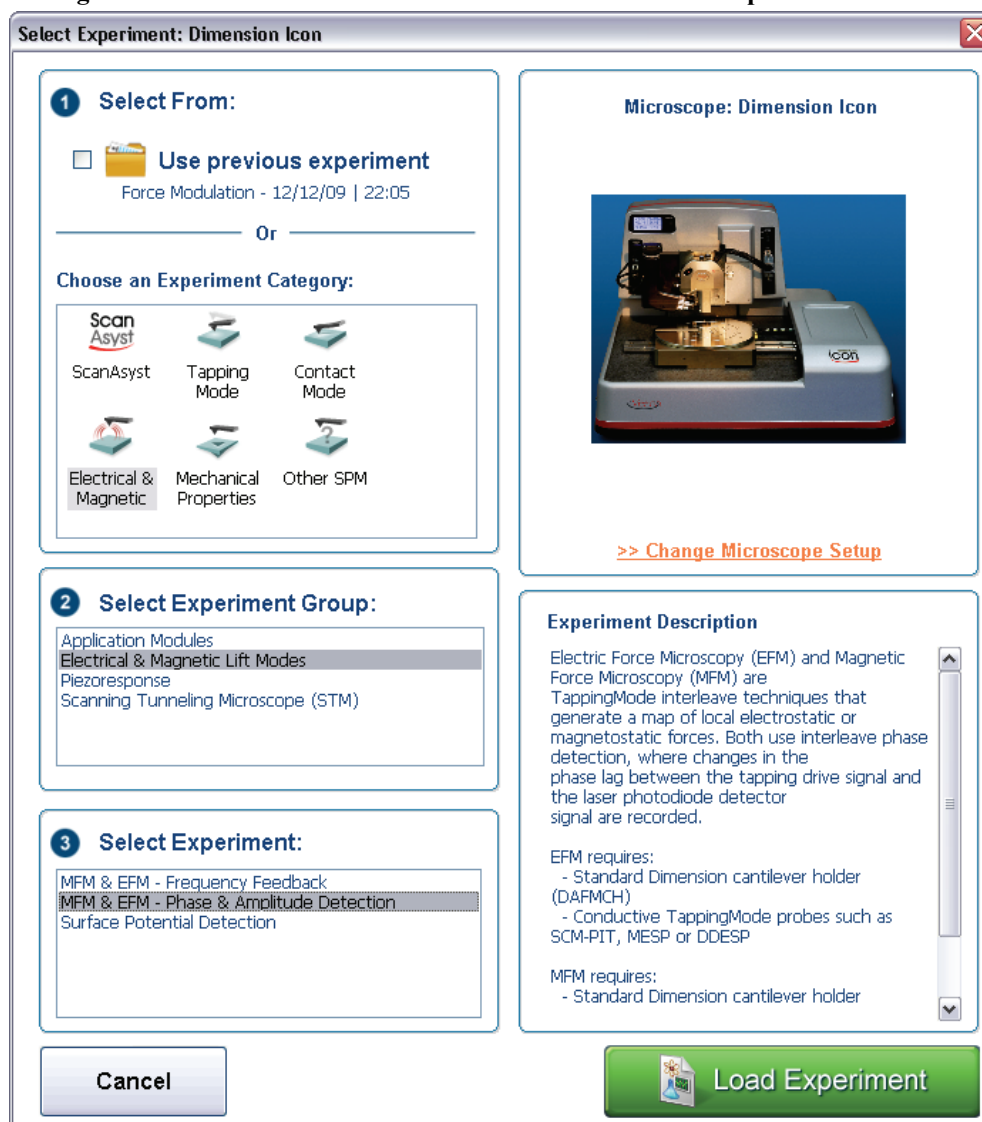 Select Experiment: Dimension Icon
1 Select From:
Use previous experiment
Force Modulation - 12/12/09 | 22:05
Or
Choose an Experiment Category:
Scan
Asyst
ScanAsyst
Tapping
Mode
Contact
Mode
Electrical &
Magnetic
Mechanical
Properties
?
Other SPM
2 Select Experiment Group:
Application Modules
Electrical & Magnetic Lift Modes
Piezoresponse
Scanning Tunneling Microscope (STM)
3 Select Experiment:
MFM & EFM - Frequency Feedback
MFM & EFM - Phase & Amplitude Detection
Surface Potential Detection
Cancel
Microscope: Dimension Icon
Icon
>> Change Microscope Setup
Experiment Description
Electric Force Microscopy (EFM) and Magnetic
Force Microscopy (MFM) are
TappingMode interleave techniques that
generate a map of local electrostatic or
magnetostatic forces. Both use interleave phase
detection, where changes in the
phase lag between the tapping drive signal and
the laser photodiode detector
signal are recorded.
EFM requires:
- Standard Dimension cantilever holder
(DAFMCH)
- Conductive TappingMode probes such as
SCM-PIT, MESP or DDESP
MFM requires:
- Standard Dimension cantilever holder
Load Experiment